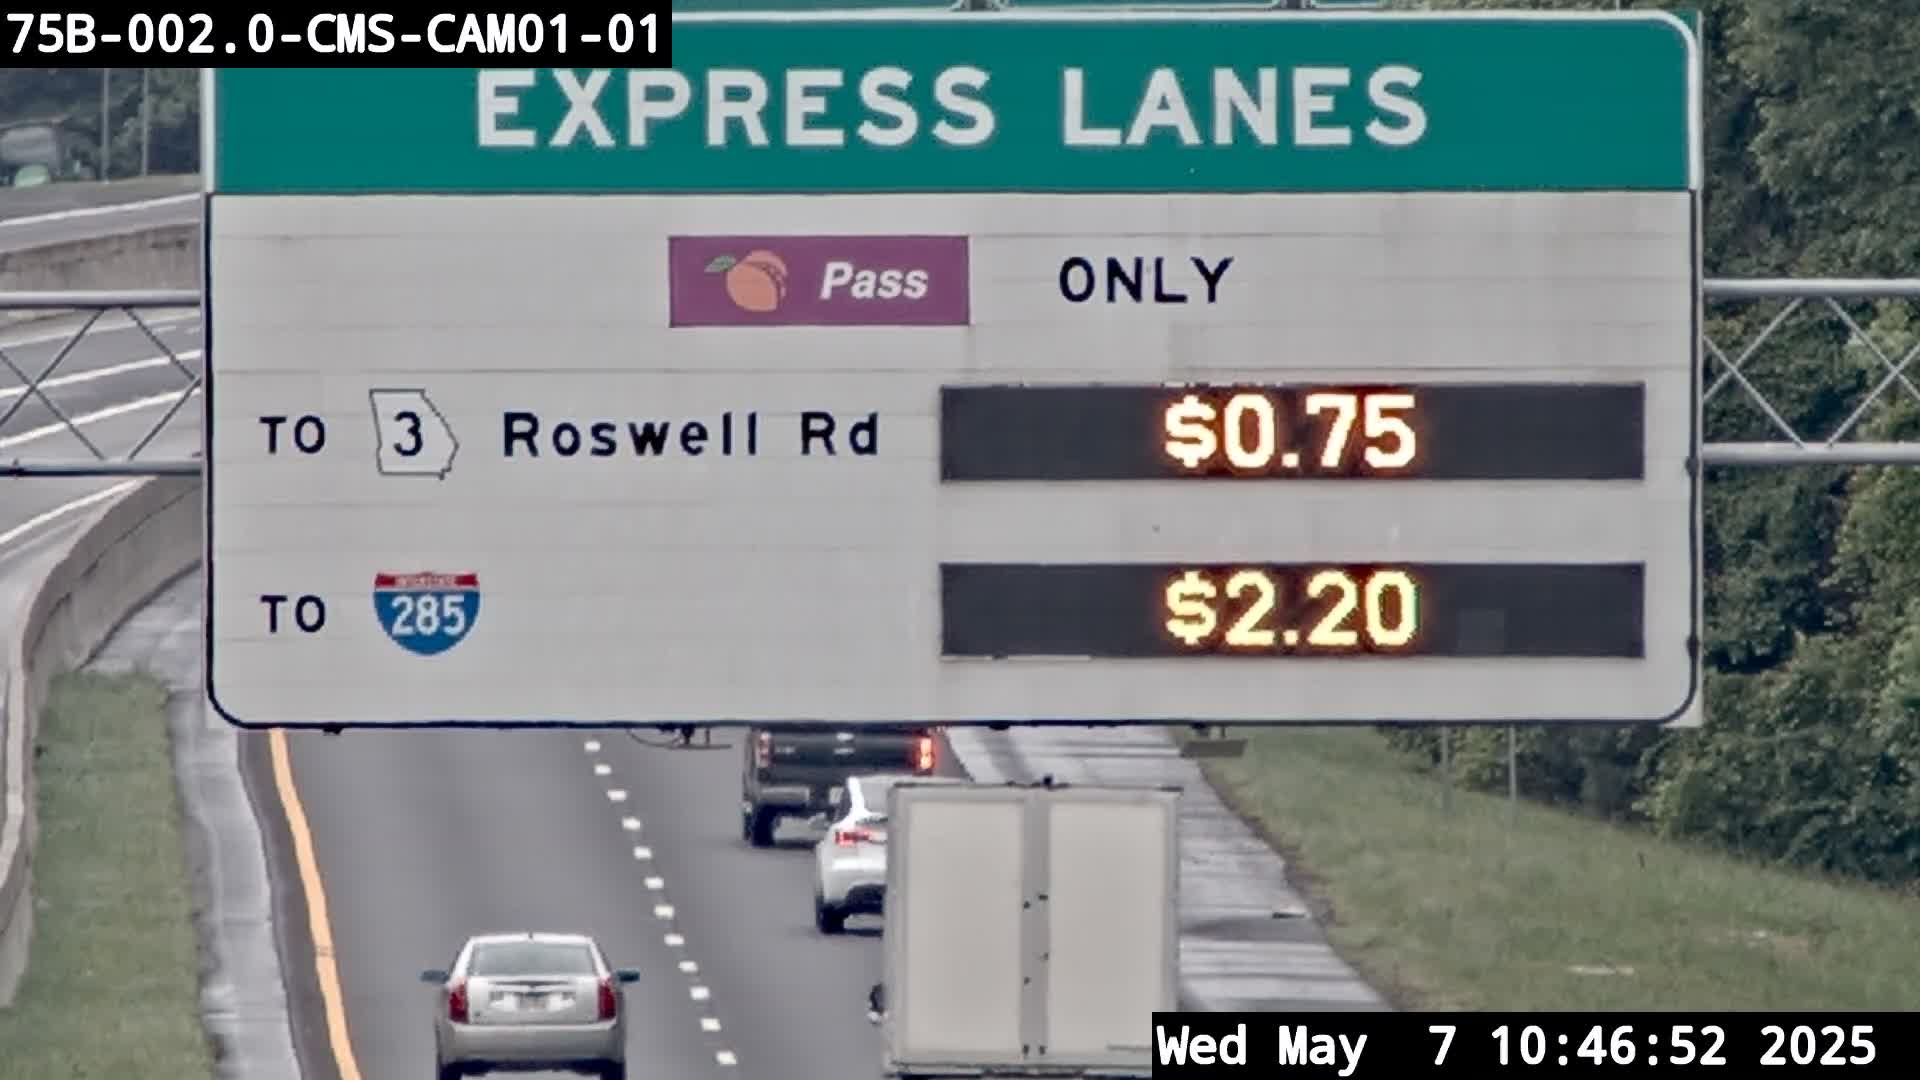 75B-002.0-CMS-CAM01-01
EXPRESS LANES
Pass ONLY
TO 3 Roswell Rd $0.75
TO INTERSTATE 285 $2.20
Wed May 7 10:46:52 2025